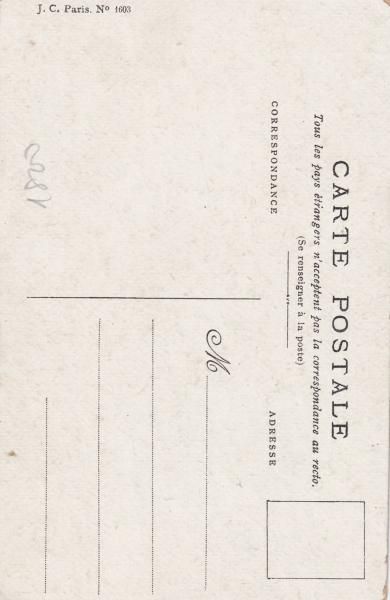 J. C. Paris. Nº 1603
CARTE POSTALE
Tous les pays étrangers n'acceptent pas la correspondance au recto.
(Se renseigner à la poste)
CORRESPONDANCE
ADRESSE
M